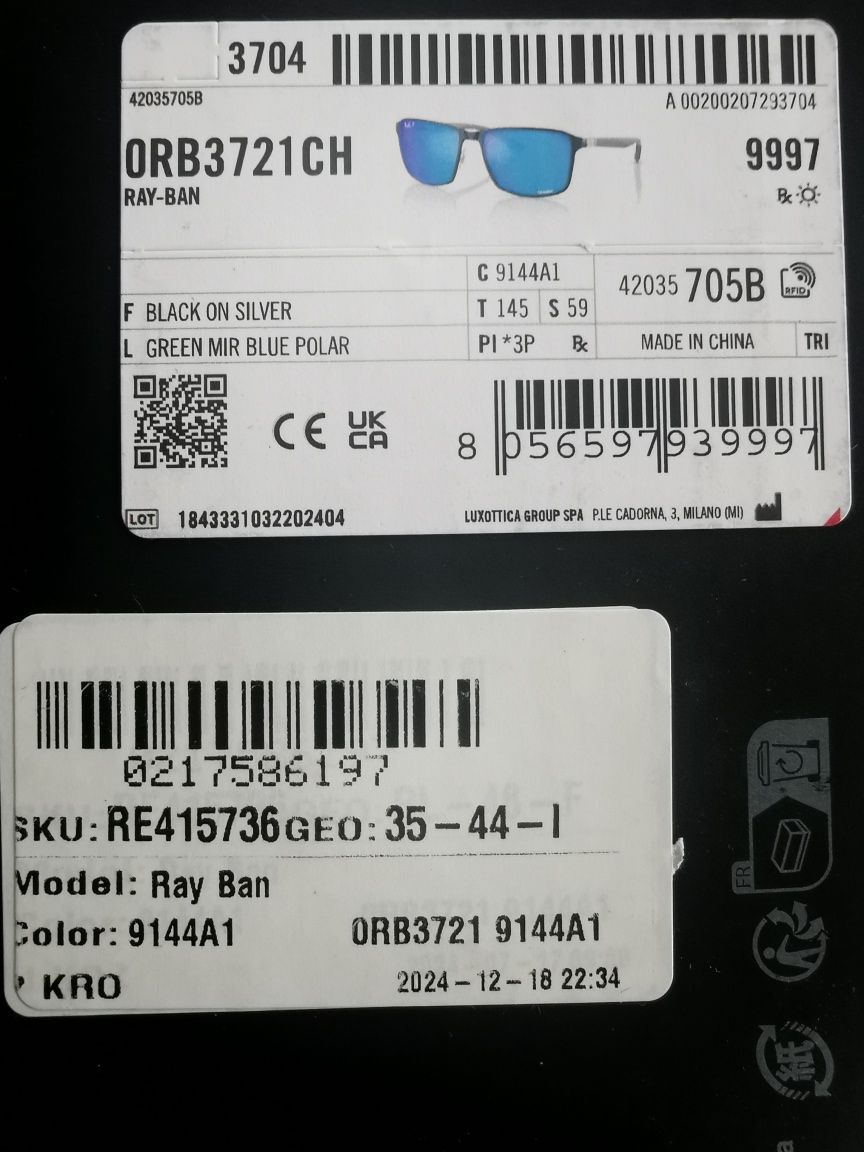 3704
42035705B
A 00200207293704
0RB3721CH
9997
RAY-BAN
Rx
C 9144A1
42035 705B
RFID
F BLACK ON SILVER
T 145 S 59
L GREEN MIR BLUE POLAR
PI *3P Rx
MADE IN CHINA
TRI
CE UK CA
8 056597 939997
LOT 1843331032202404
LUXOTTICA GROUP SPA P.LE CADORNA, 3, MILANO (MI)
0217586197
SKU: RE415736 GEO: 35-44-I
Model: Ray Ban
Color: 9144A1 0RB3721 9144A1
KRO 2024-12-18 22:34
FR
紙